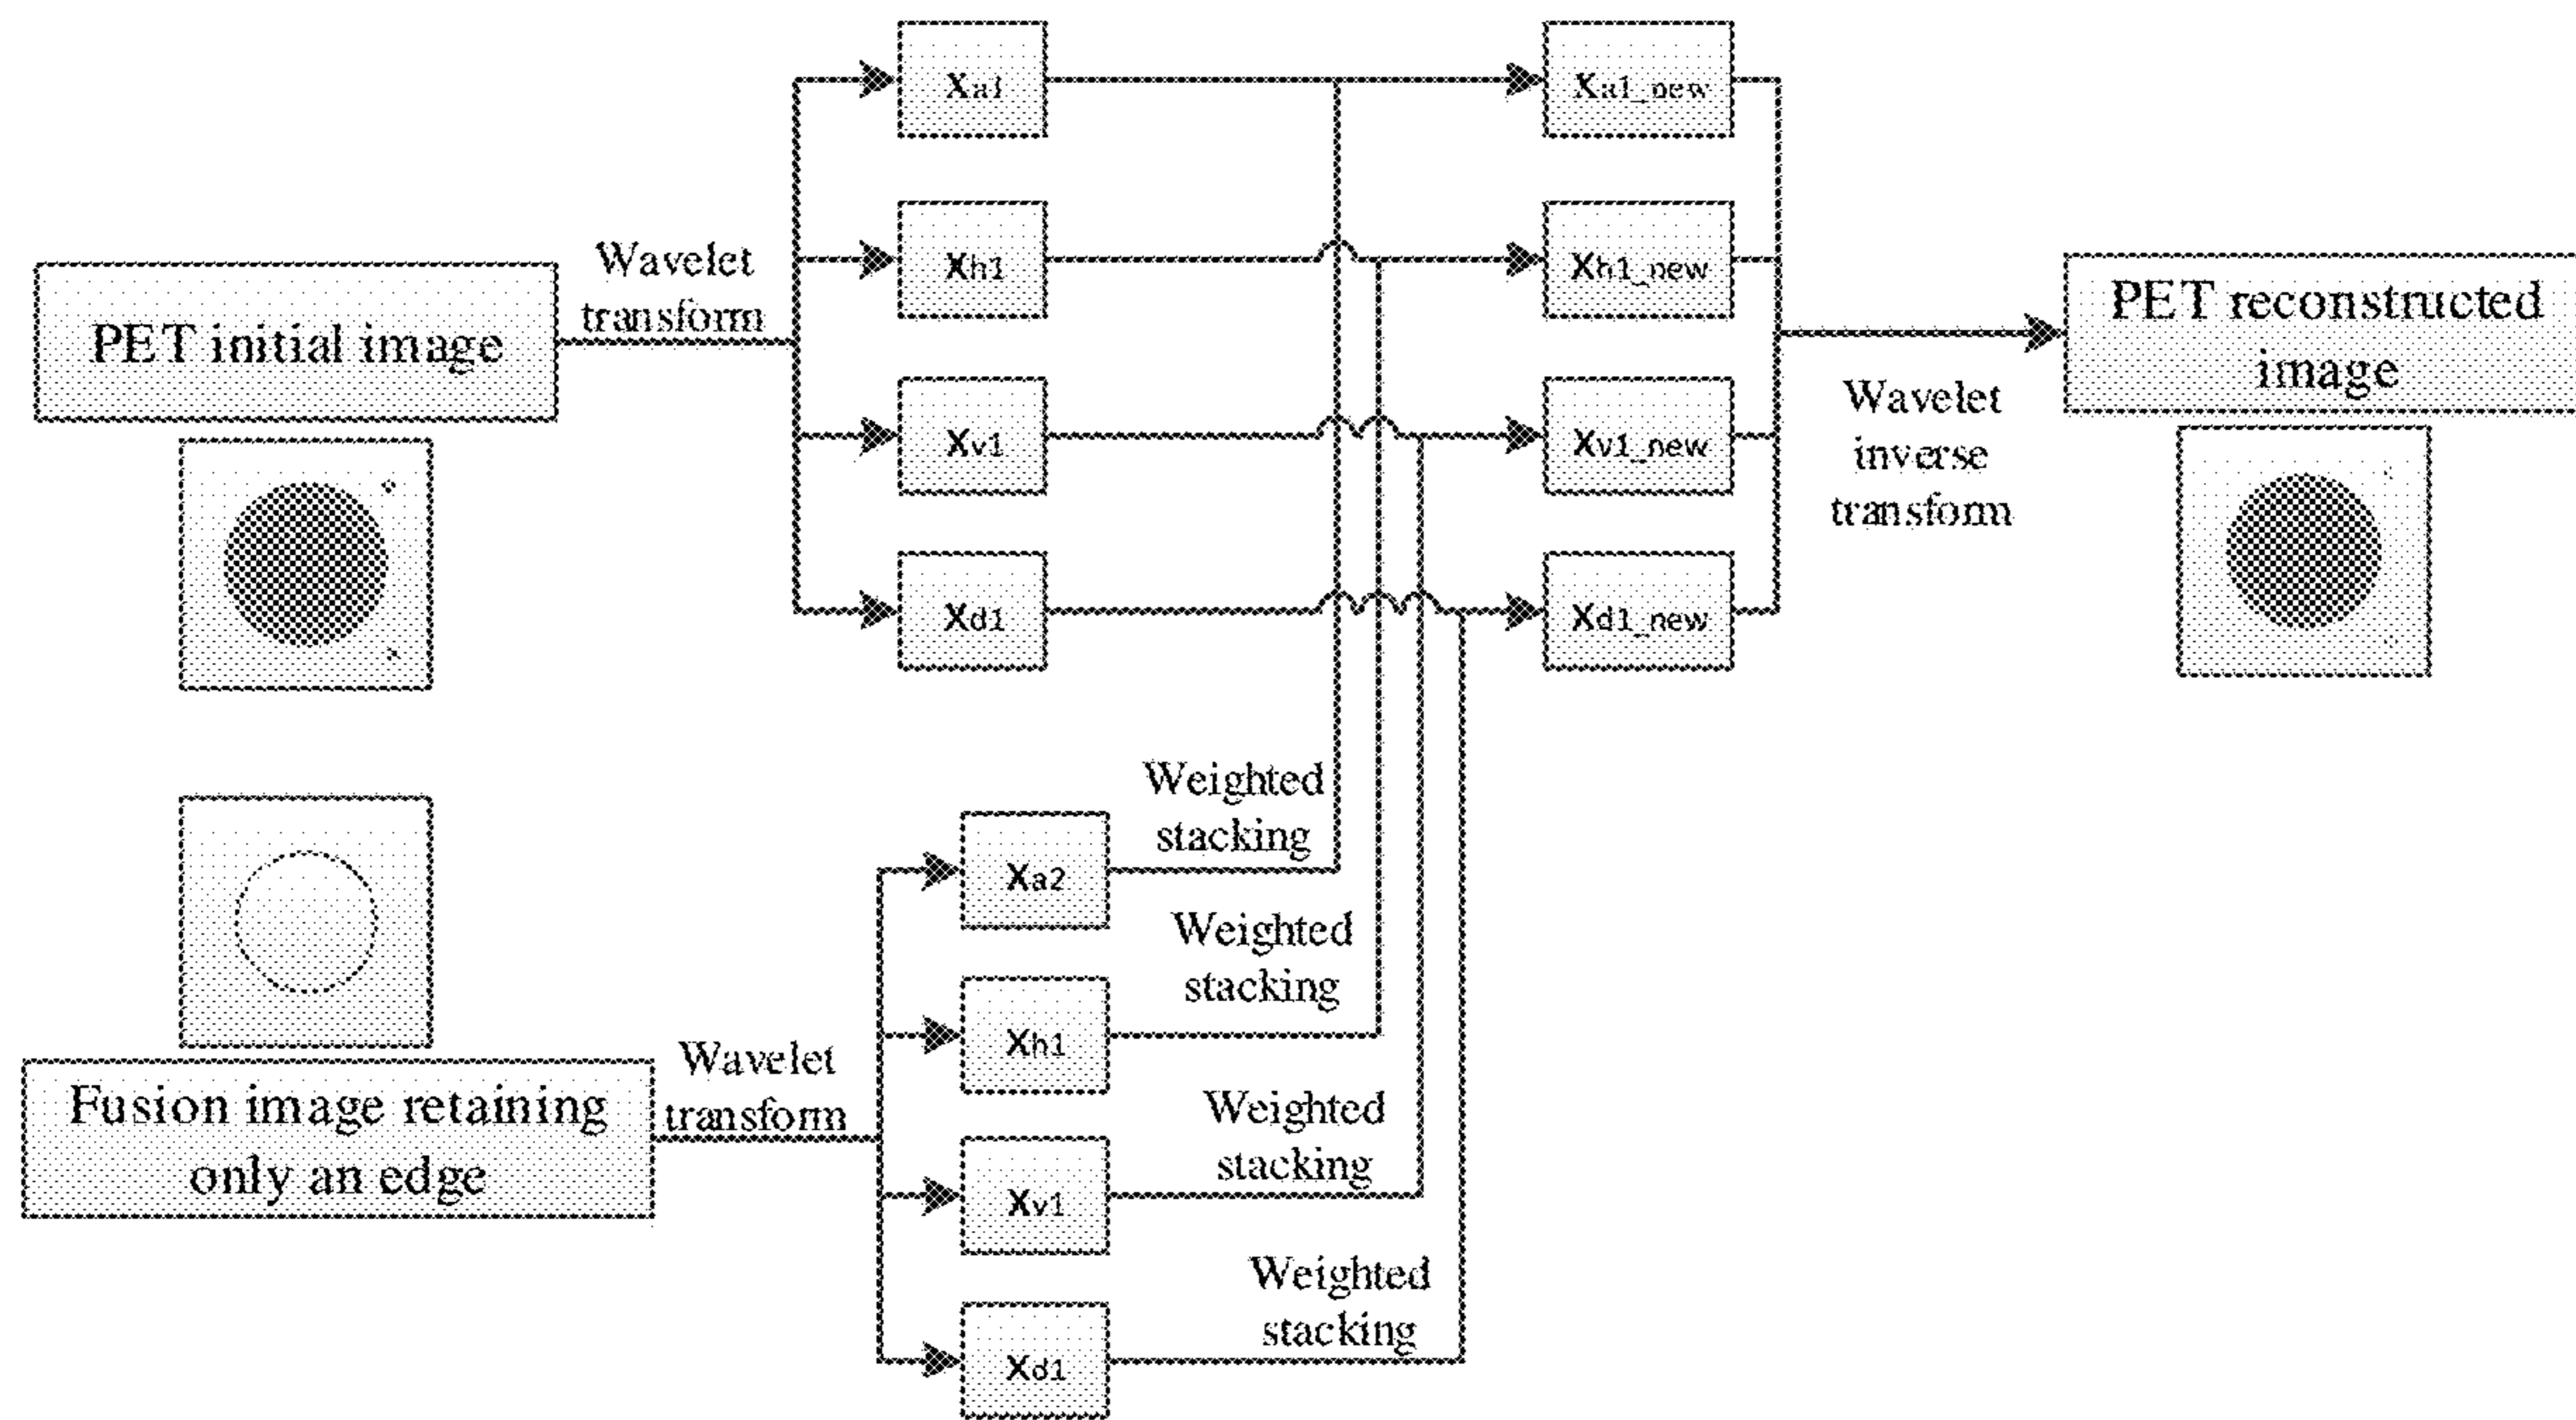 Xa1
Xa1_new
Wavelet
transform
Xh1
Xh1_new
PET initial image
PET reconstructed
image
Xv1
Xv1_new
Wavelet
inverse
transform
Xd1
Xd1_new
Weighted
stacking
Xa2
Weighted
stacking
Xh1
Fusion image retaining
only an edge
Wavelet
transform
Weighted
stacking
Xv1
Weighted
stacking
Xd1